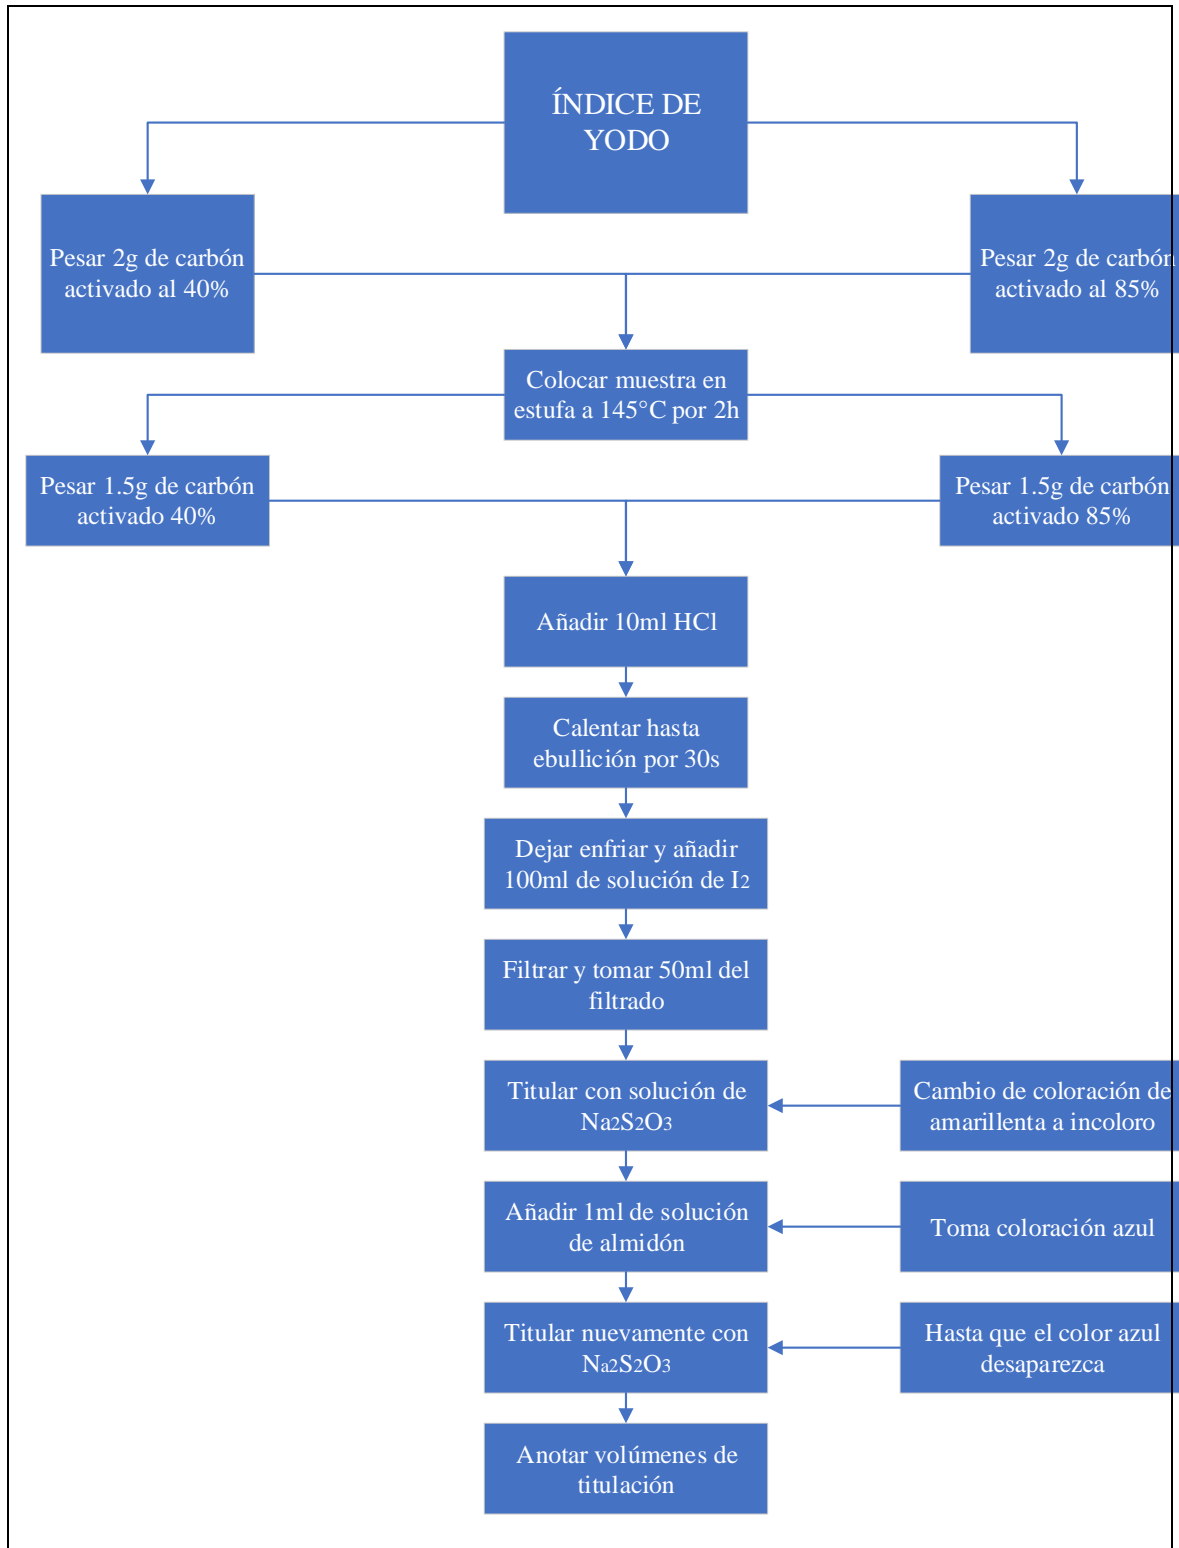 ÍNDICE DE
YODO
Pesar 2g de carbón
activado al 40%
Pesar 2g de carbón
activado al 85%
Colocar muestra en
estufa a 145°C por 2h
Pesar 1.5g de carbón
activado 40%
Pesar 1.5g de carbón
activado 85%
Añadir 10ml HCl
Calentar hasta
ebullición por 30s
Dejar enfriar y añadir
100ml de solución de I2
Filtrar y tomar 50ml del
filtrado
Titular con solución de
Na2S2O3
Cambio de coloración de
amarillenta a incoloro
Añadir 1ml de solución
de almidón
Toma coloración azul
Titular nuevamente con
Na2S2O3
Hasta que el color azul
desaparezca
Anotar volúmenes de
titulación